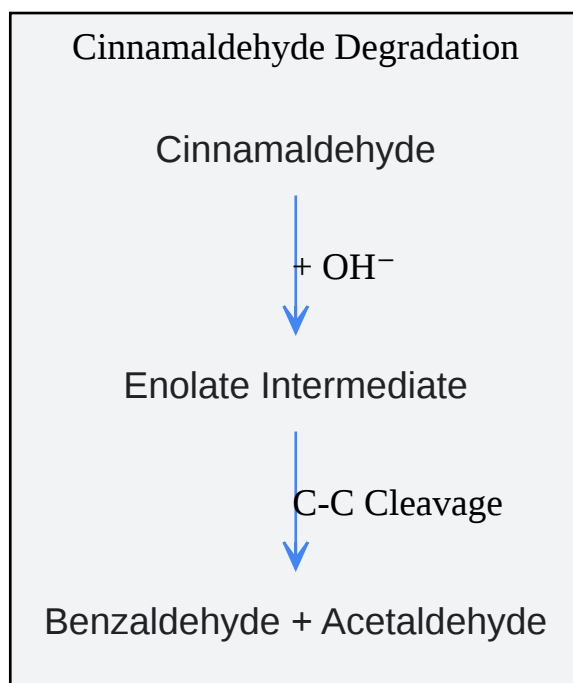 Cinnamaldehyde Degradation
Cinnamaldehyde
+ OH⁻
Enolate Intermediate
C-C Cleavage
Benzaldehyde + Acetaldehyde